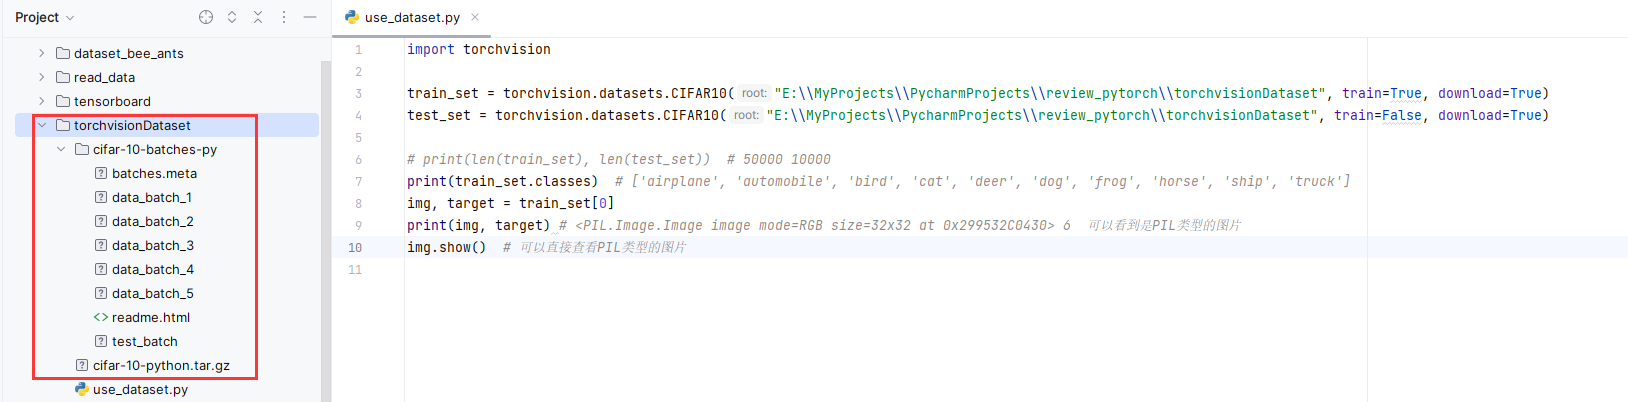 Project
use_dataset.py
dataset_bee_ants
read_data
tensorboard
torchvisionDataset
cifar-10-batches-py
batches.meta
data_batch_1
data_batch_2
data_batch_3
data_batch_4
data_batch_5
readme.html
test_batch
cifar-10-python.tar.gz
use_dataset.py
1 import torchvision
2
3 train_set = torchvision.datasets.CIFAR10( root: "E:\\MyProjects\\PycharmProjects\\review_pytorch\\torchvisionDataset", train=True, download=True)
4 test_set = torchvision.datasets.CIFAR10( root: "E:\\MyProjects\\PycharmProjects\\review_pytorch\\torchvisionDataset", train=False, download=True)
5
6 # print(len(train_set), len(test_set))  # 50000 10000
7 print(train_set.classes)  # ['airplane', 'automobile', 'bird', 'cat', 'deer', 'dog', 'frog', 'horse', 'ship', 'truck']
8 img, target = train_set[0]
9 print(img, target) # <PIL.Image.Image image mode=RGB size=32x32 at 0x299532C0430> 6  可以看到是PIL类型的图片
10 img.show()  # 可以直接查看PIL类型的图片
11